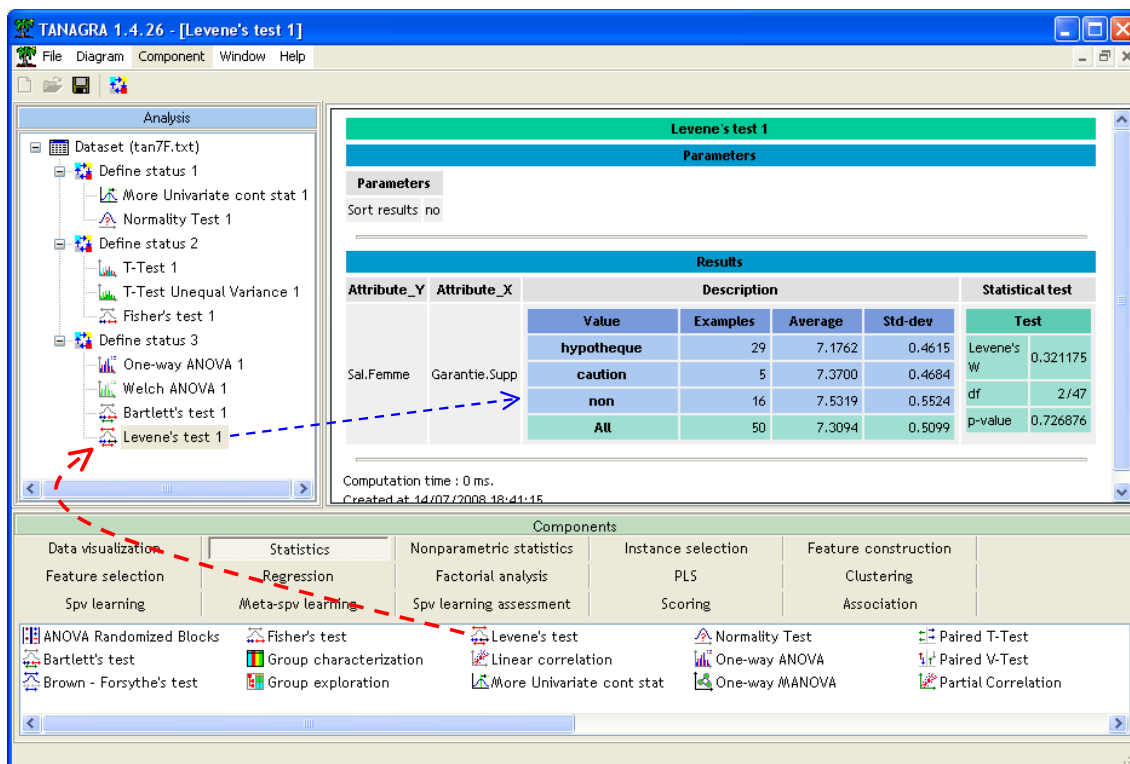 TANAGRA 1.4.26 - [Levene's test 1]
File Diagram Component Window Help
Analysis
Dataset (tan7F.txt)
Define status 1
More Univariate cont stat 1
Normality Test 1
Define status 2
T-Test 1
T-Test Unequal Variance 1
Fisher's test 1
Define status 3
One-way ANOVA 1
Welch ANOVA 1
Bartlett's test 1
Levene's test 1
Levene's test 1
Parameters
Parameters
Sort results no
Results
Attribute_Y Attribute_X Description Statistical test
Value Examples Average Std-dev Test
hypotheque 29 7.1762 0.4615 Levene's W 0.321175
Sal.Femme Garantie.Supp caution 5 7.3700 0.4684
non 16 7.5319 0.5524 df 2/47
All 50 7.3094 0.5099 p-value 0.726876
Computation time : 0 ms.
Created at 14/07/2008 18:41:15
Components
Data visualization Statistics Nonparametric statistics Instance selection Feature construction
Feature selection Regression Factorial analysis PLS Clustering
Spv learning Meta-spv learning Spv learning assessment Scoring Association
ANOVA Randomized Blocks Fisher's test Levene's test Normality Test Paired T-Test
Bartlett's test Group characterization Linear correlation One-way ANOVA Paired V-Test
Brown - Forsythe's test Group exploration More Univariate cont stat One-way MANOVA Partial Correlation